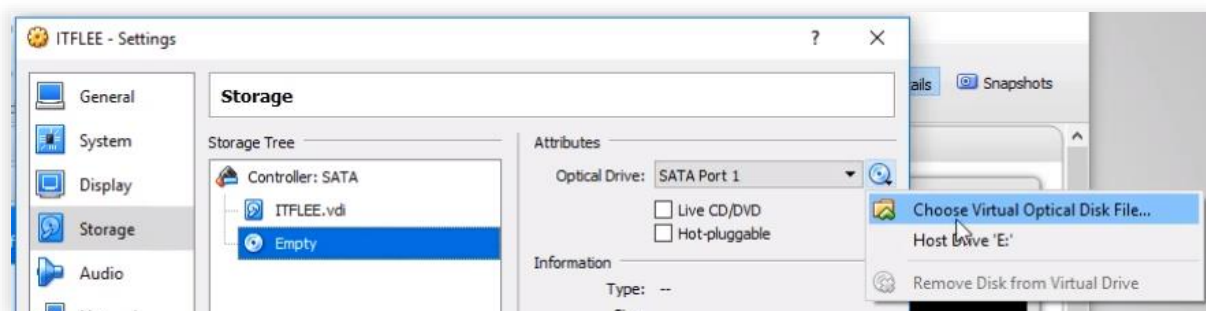 ITFLEE - Settings
?
ails
Snapshots
General
System
Display
Storage
Audio
Storage
Storage Tree
Controller: SATA
ITFLEE.vdi
Empty
Attributes
Optical Drive: SATA Port 1
Live CD/DVD
Hot-pluggable
Information
Type: --
Choose Virtual Optical Disk File...
Host Drive 'E:'
Remove Disk from Virtual Drive